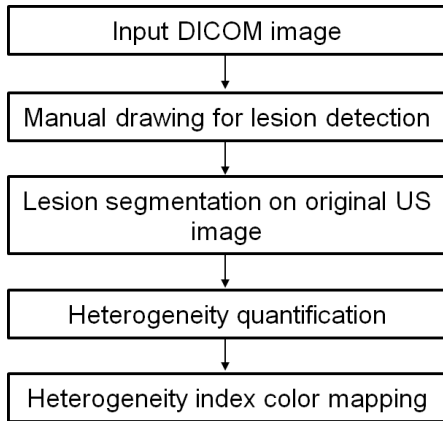 Input DICOM image
Manual drawing for lesion detection
Lesion segmentation on original US
image
Heterogeneity quantification
Heterogeneity index color mapping